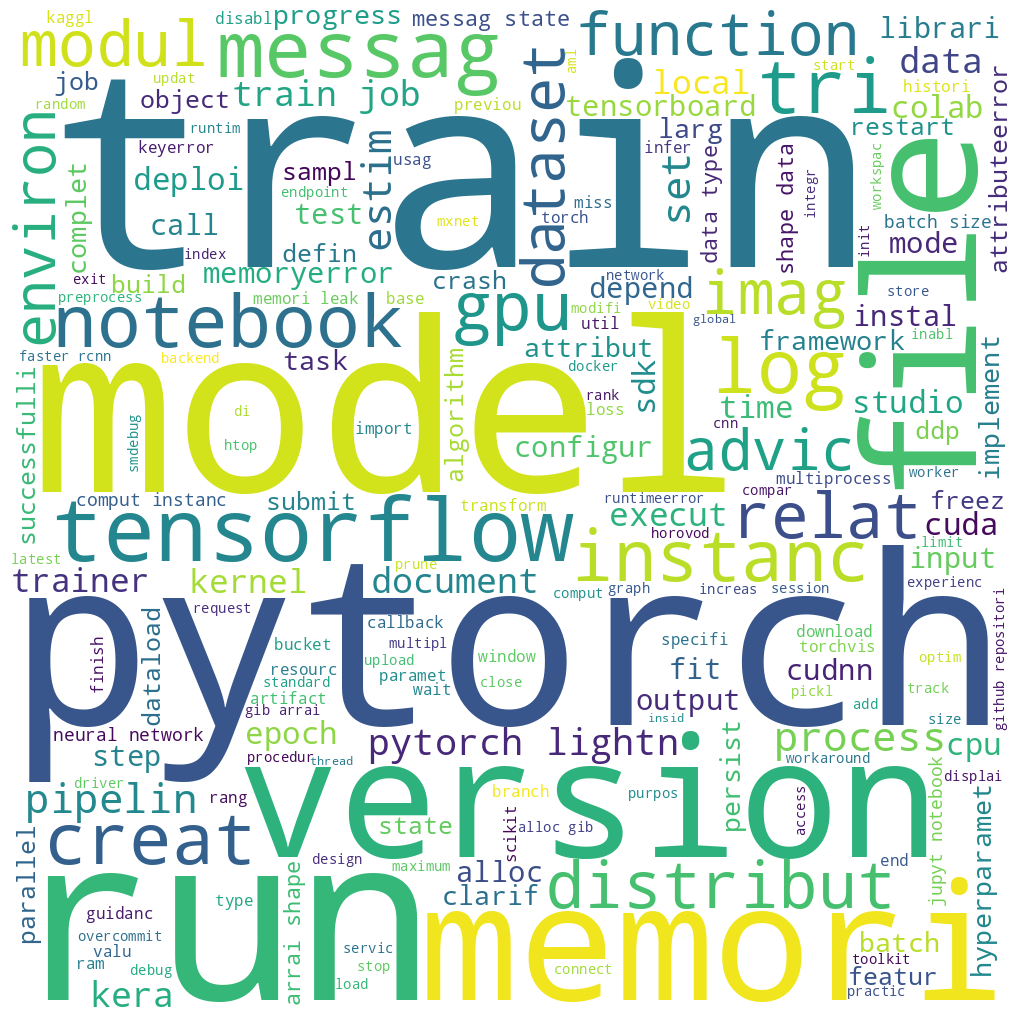 kaggl
disabl
progress
messag state
function
librari
modul
messag
aml
start
data
job
updat
local
tri
histori
random
object
train job
previou
dataset
tensorboard
colab
attributeerror
train
runtim
larg
restart
environ
keyerror
usag
infer
file
complet
deploi
sampl
estim
set
data type
shape data
integr
workspac
endpoint
test
mxnet
torch
miss
batch size
call
index
defin
init
mode
exit
build
memoryerror
crash
network
depend
imag
store
preprocess
memori leak
base
gpu
modifi
video
notebook
util
global
instal
inabl
faster rcnn
backend
task
attribut
docker
framework
log
implement
successfulli
model
algorithm
sdk
rank
loss
time
studio
di
import
cnn
ddp
smdebug
htop
configur
advic
worker
comput instanc
submit
transform
runtimeerror
compar
multiprocess
freez
latest
tensorflow
execut
horovod
relat
cuda
limit
prune
instanc
input
trainer
kernel
document
comput
graph
increas
session
experienc
pytorch
request
callback
download
github repositori
finish
dataload
bucket
multipl
window
specifi
torchvis
optim
resourc
upload
fit
cudnn
standard
paramet
wait
close
output
pickl
track
artifact
add
gib arrai
insid
size
neural network
epoch
pytorch lightn
persist
process
cpu
step
procedur
thread
workaround
version
driver
displai
pipelin
rang
branch
purpos
access
jupyt notebook
hyperparamet
creat
state
scikit
alloc gib
parallel
arrai shape
design
maximum
alloc
end
run
type
clarif
distribut
guidanc
memori
overcommit
valu
servic
batch
ram
debug
stop
connect
toolkit
kera
load
featur
practic